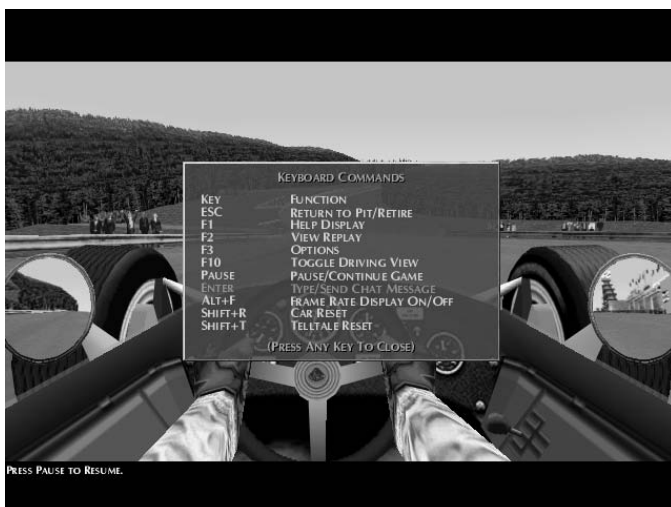 KEYBOARD COMMANDS
KEY FUNCTION
ESC RETURN TO PIT/RETIRE
F1 HELP DISPLAY
F2 VIEW REPLAY
F3 OPTIONS
F10 TOGGLE DRIVING VIEW
PAUSE PAUSE/CONTINUE GAME
ENTER TYPE/SEND CHAT MESSAGE
ALT+F FRAME RATE DISPLAY ON/OFF
SHIFT+R CAR RESET
SHIFT+T TELLTALE RESET
(PRESS ANY KEY TO CLOSE)
PRESS PAUSE TO RESUME.